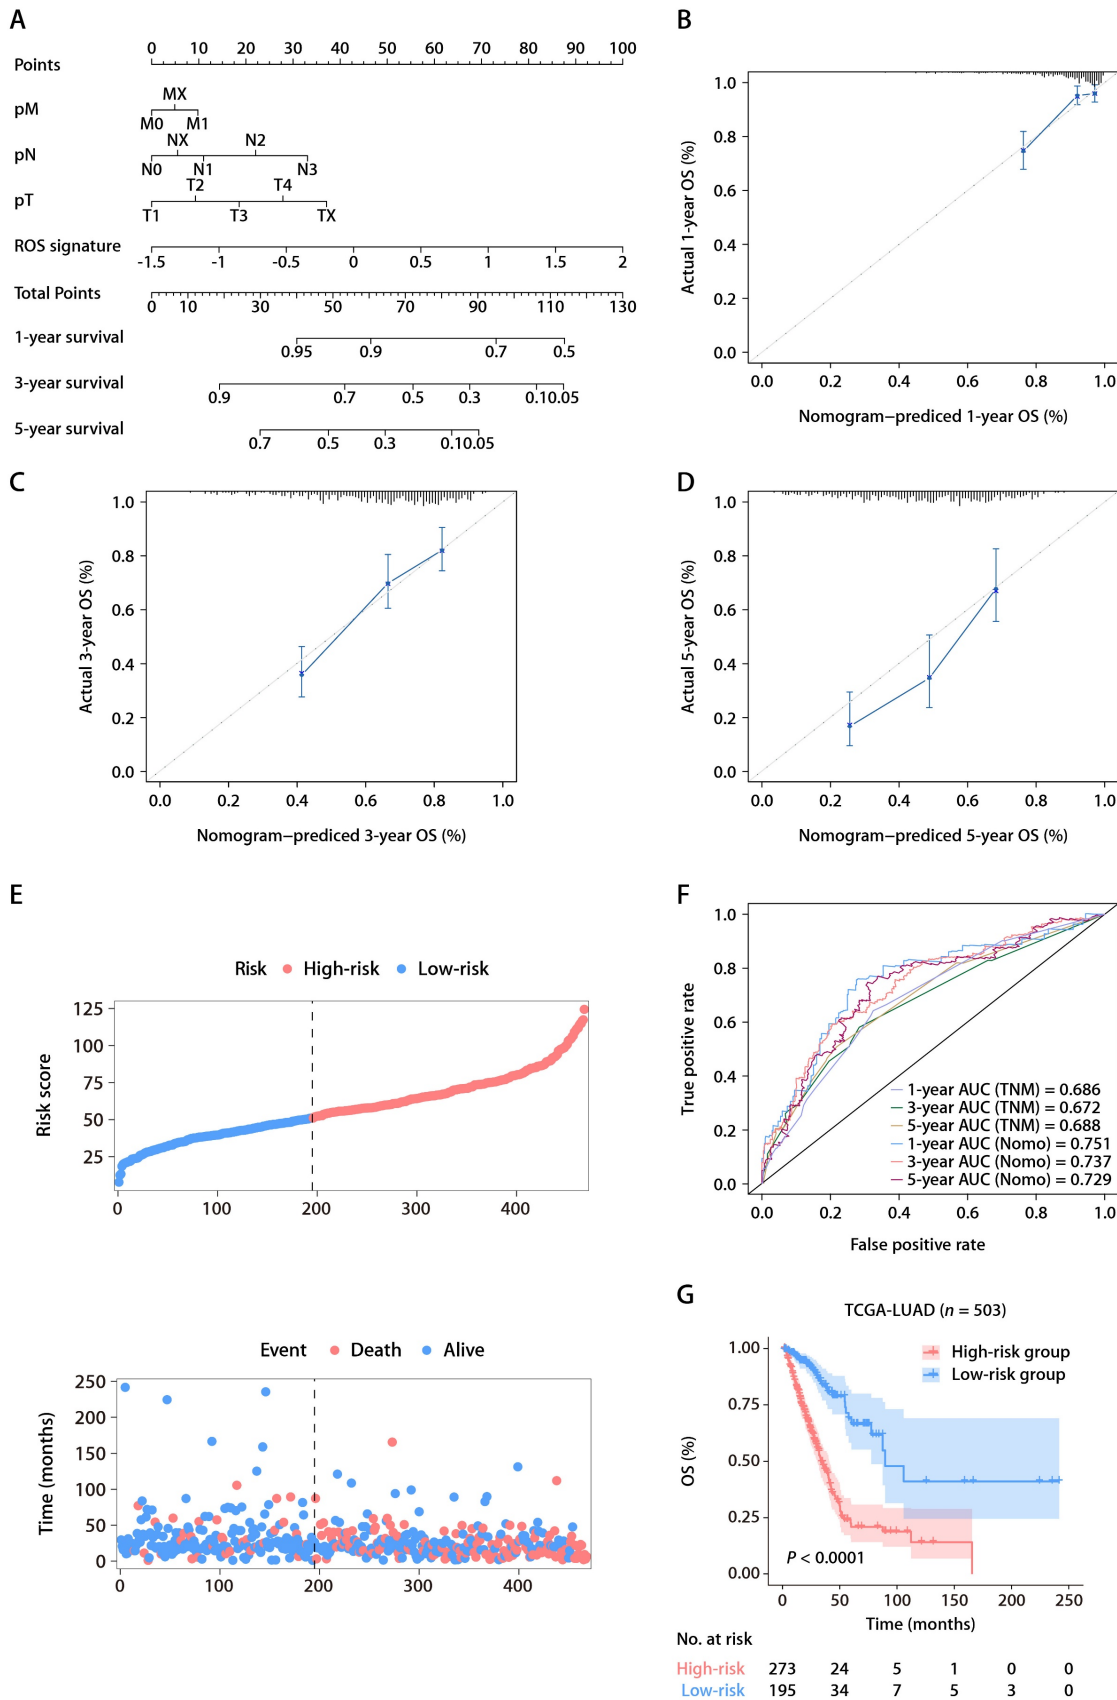 A
Points
0 10 20 30 40 50 60 70 80 90 100
pM
MX
M0 M1
pN
NX N2
N0 N1 N3
pT
T2 T4
T1 T3 TX
ROS signature
-1.5 -1 -0.5 0 0.5 1 1.5 2
Total Points
0 10 30 50 70 90 110 130
1-year survival
0.95 0.9 0.7 0.5
3-year survival
0.9 0.7 0.5 0.3 0.10.05
5-year survival
0.7 0.5 0.3 0.10.05
B
Actual 1-year OS (%)
1.0
0.8
0.6
0.4
0.2
0.0
0.0 0.2 0.4 0.6 0.8 1.0
Nomogram–prediced 1-year OS (%)
C
Actual 3-year OS (%)
1.0
0.8
0.6
0.4
0.2
0.0
0.0 0.2 0.4 0.6 0.8 1.0
Nomogram–prediced 3-year OS (%)
D
Actual 5-year OS (%)
1.0
0.8
0.6
0.4
0.2
0.0
0.0 0.2 0.4 0.6 0.8 1.0
Nomogram–prediced 5-year OS (%)
E
Risk High-risk Low-risk
Risk score
125
100
75
50
25
0 100 200 300 400
Event Death Alive
Time (months)
250
200
150
100
50
0
0 100 200 300 400
F
True positive rate
1.0
0.8
0.6
0.4
0.2
0.0
1-year AUC (TNM) = 0.686
3-year AUC (TNM) = 0.672
5-year AUC (TNM) = 0.688
1-year AUC (Nomo) = 0.751
3-year AUC (Nomo) = 0.737
5-year AUC (Nomo) = 0.729
0.0 0.2 0.4 0.6 0.8 1.0
False positive rate
G
TCGA-LUAD (n = 503)
High-risk group
Low-risk group
OS (%)
1.00
0.75
0.50
0.25
0.00
P < 0.0001
0 50 100 150 200 250
Time (months)
No. at risk
High-risk 273 24 5 1 0 0
Low-risk 195 34 7 5 3 0